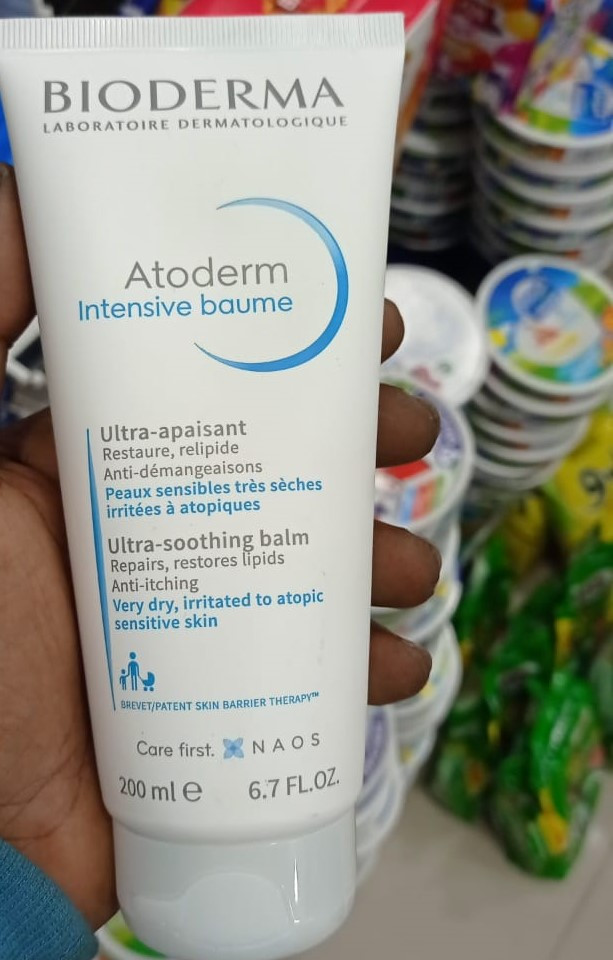 BIODERMA
LABORATOIRE DERMATOLOGIQUE
Atoderm
Intensive baume
Ultra-apaisant
Restaure, relipide
Anti-démangeaisons
Peaux sensibles très sèches
irritées à atopiques
Ultra-soothing balm
Repairs, restores lipids
Anti-itching
Very dry, irritated to atopic
sensitive skin
BREVET/PATENT SKIN BARRIER THERAPY™
Care first. NAOS
200 ml ℮ 6.7 FL.OZ.